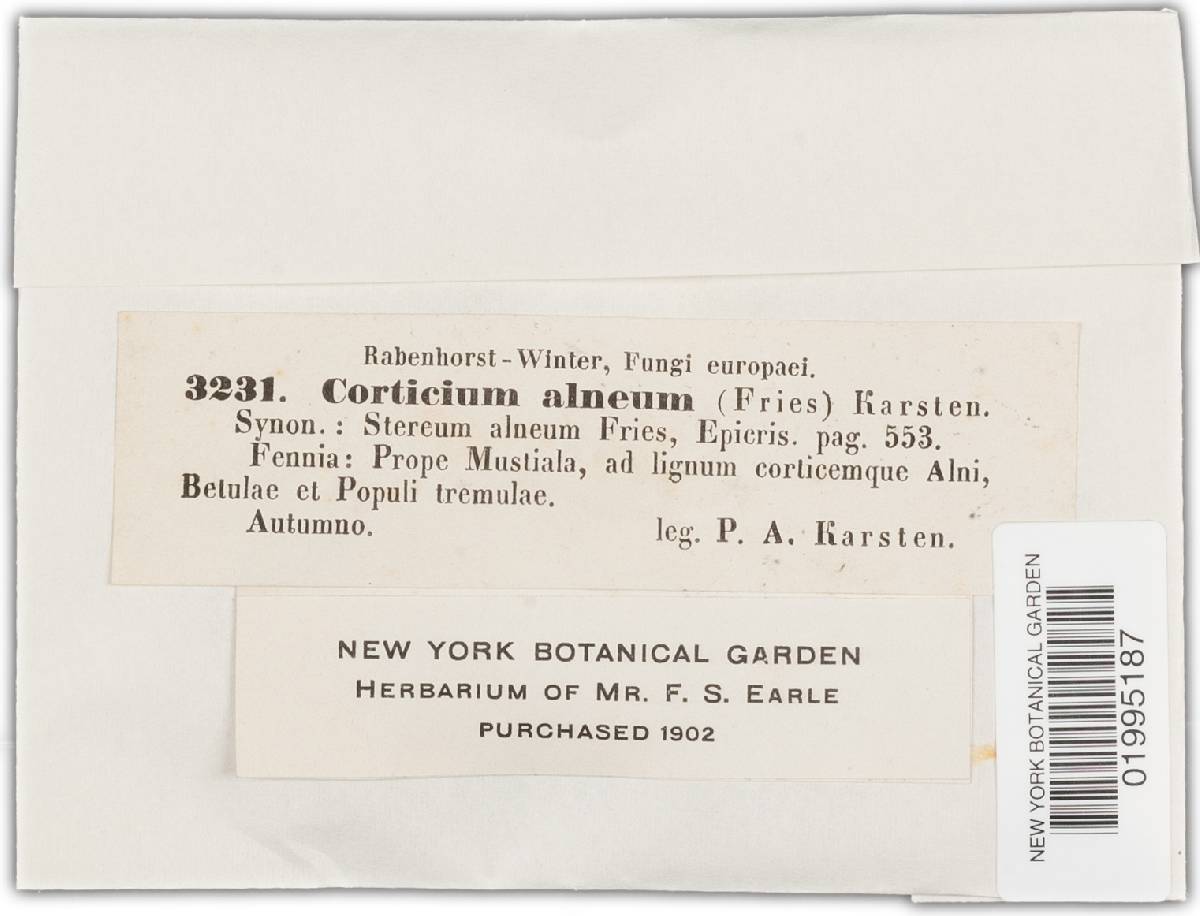 Rabenhorst-Winter, Fungi europaei.
3231. Corticium alneum (Fries) Karsten.
Synon.: Stereum alneum Fries, Epicris. pag. 553.
Fennia: Prope Mustiala, ad lignum corticemque Alni,
Betulae et Populi tremulae.
Autumno. leg. P. A. Karsten.
NEW YORK BOTANICAL GARDEN
HERBARIUM OF MR. F. S. EARLE
PURCHASED 1902
NEW YORK BOTANICAL GARDEN
01995187